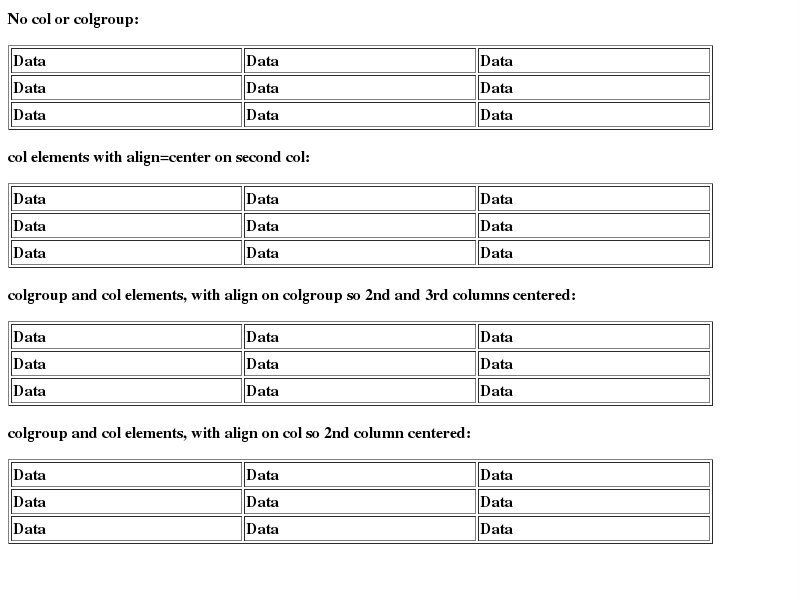 No col or colgroup:
Data Data Data
Data Data Data
Data Data Data
col elements with align=center on second col:
Data Data Data
Data Data Data
Data Data Data
colgroup and col elements, with align on colgroup so 2nd and 3rd columns centered:
Data Data Data
Data Data Data
Data Data Data
colgroup and col elements, with align on col so 2nd column centered:
Data Data Data
Data Data Data
Data Data Data